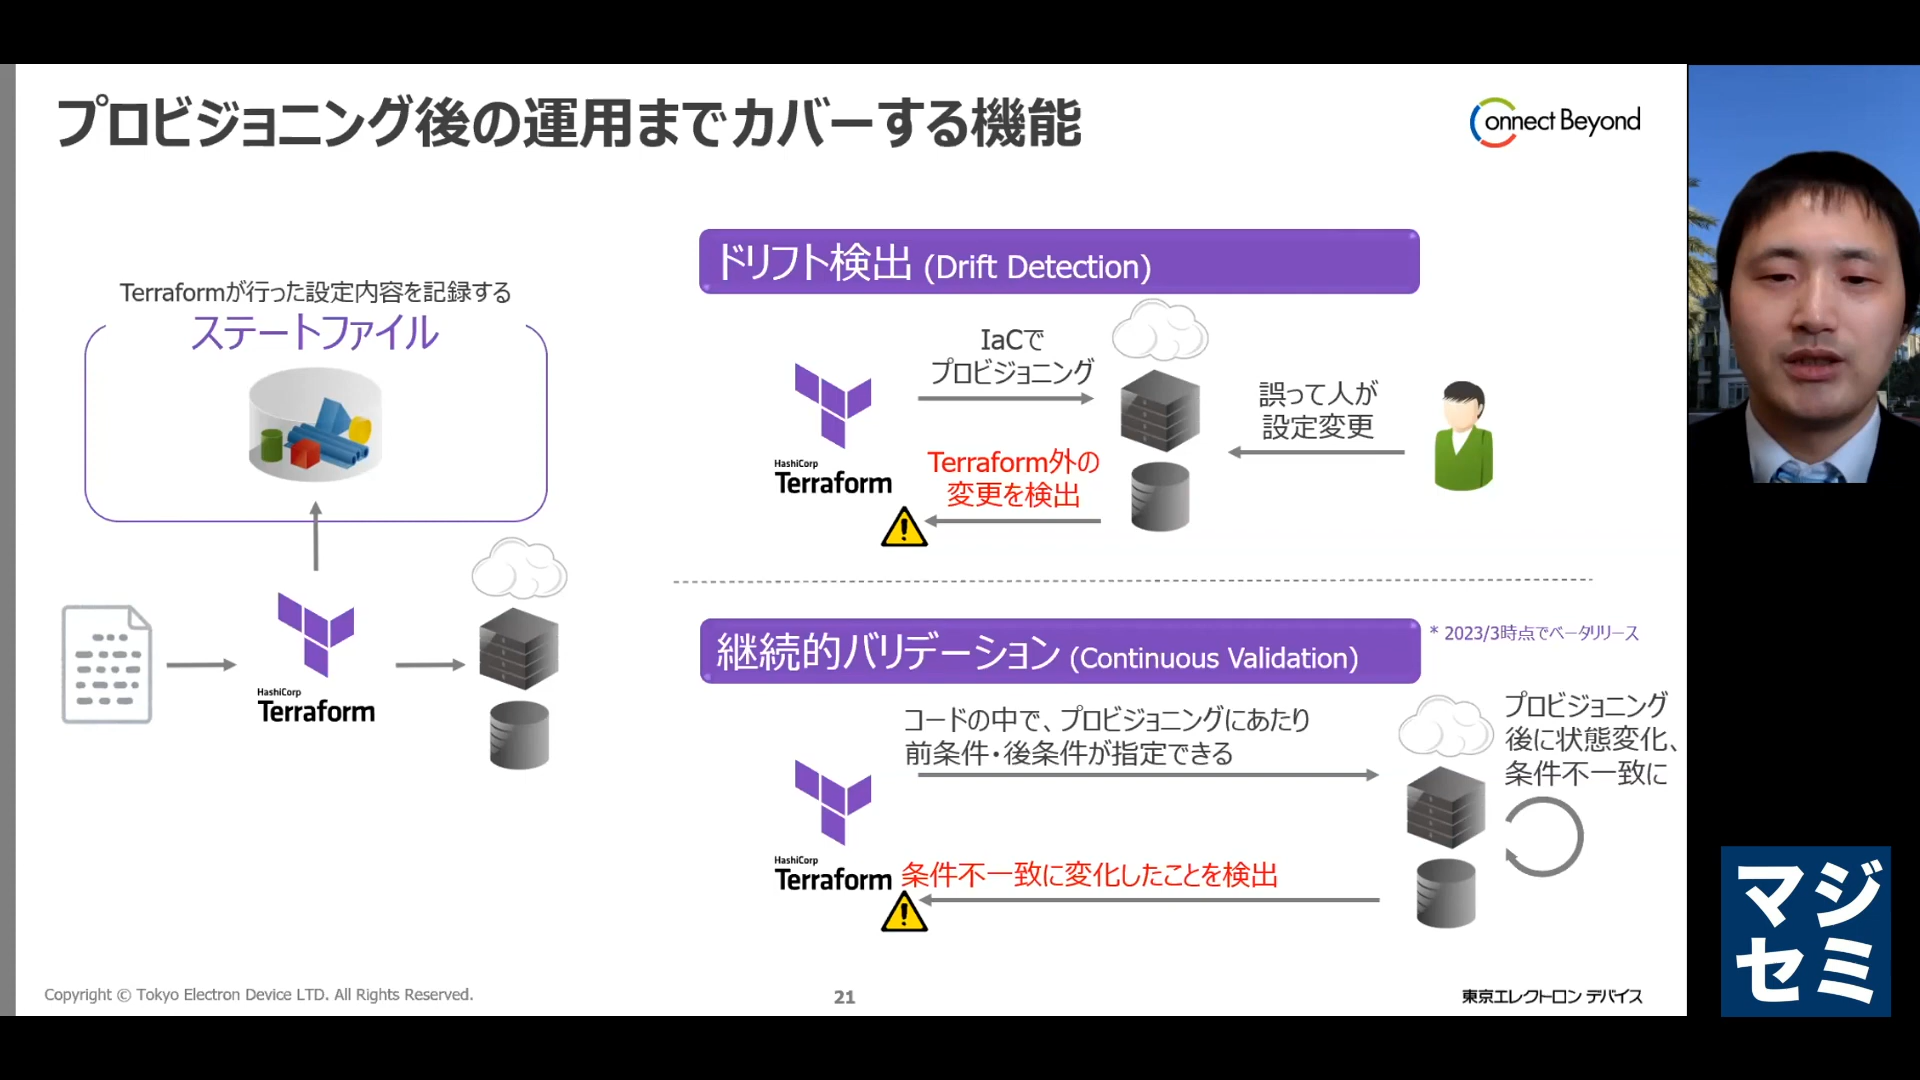 プロビジョニング後の運用までカバーする機能
Connect Beyond
Terraformが行った設定内容を記録する
ステートファイル
HashiCorp
Terraform
ドリフト検出 (Drift Detection)
IaCで
プロビジョニング
誤って人が
設定変更
HashiCorp
Terraform
Terraform外の
変更を検出
継続的バリデーション (Continuous Validation)
* 2023/3時点でベータリリース
コードの中で、プロビジョニングにあたり
前条件・後条件が指定できる
プロビジョニング
後に状態変化、
条件不一致に
HashiCorp
Terraform
条件不一致に変化したことを検出
Copyright © Tokyo Electron Device LTD. All Rights Reserved.
21
東京エレクトロン デバイス
マジ
セミ